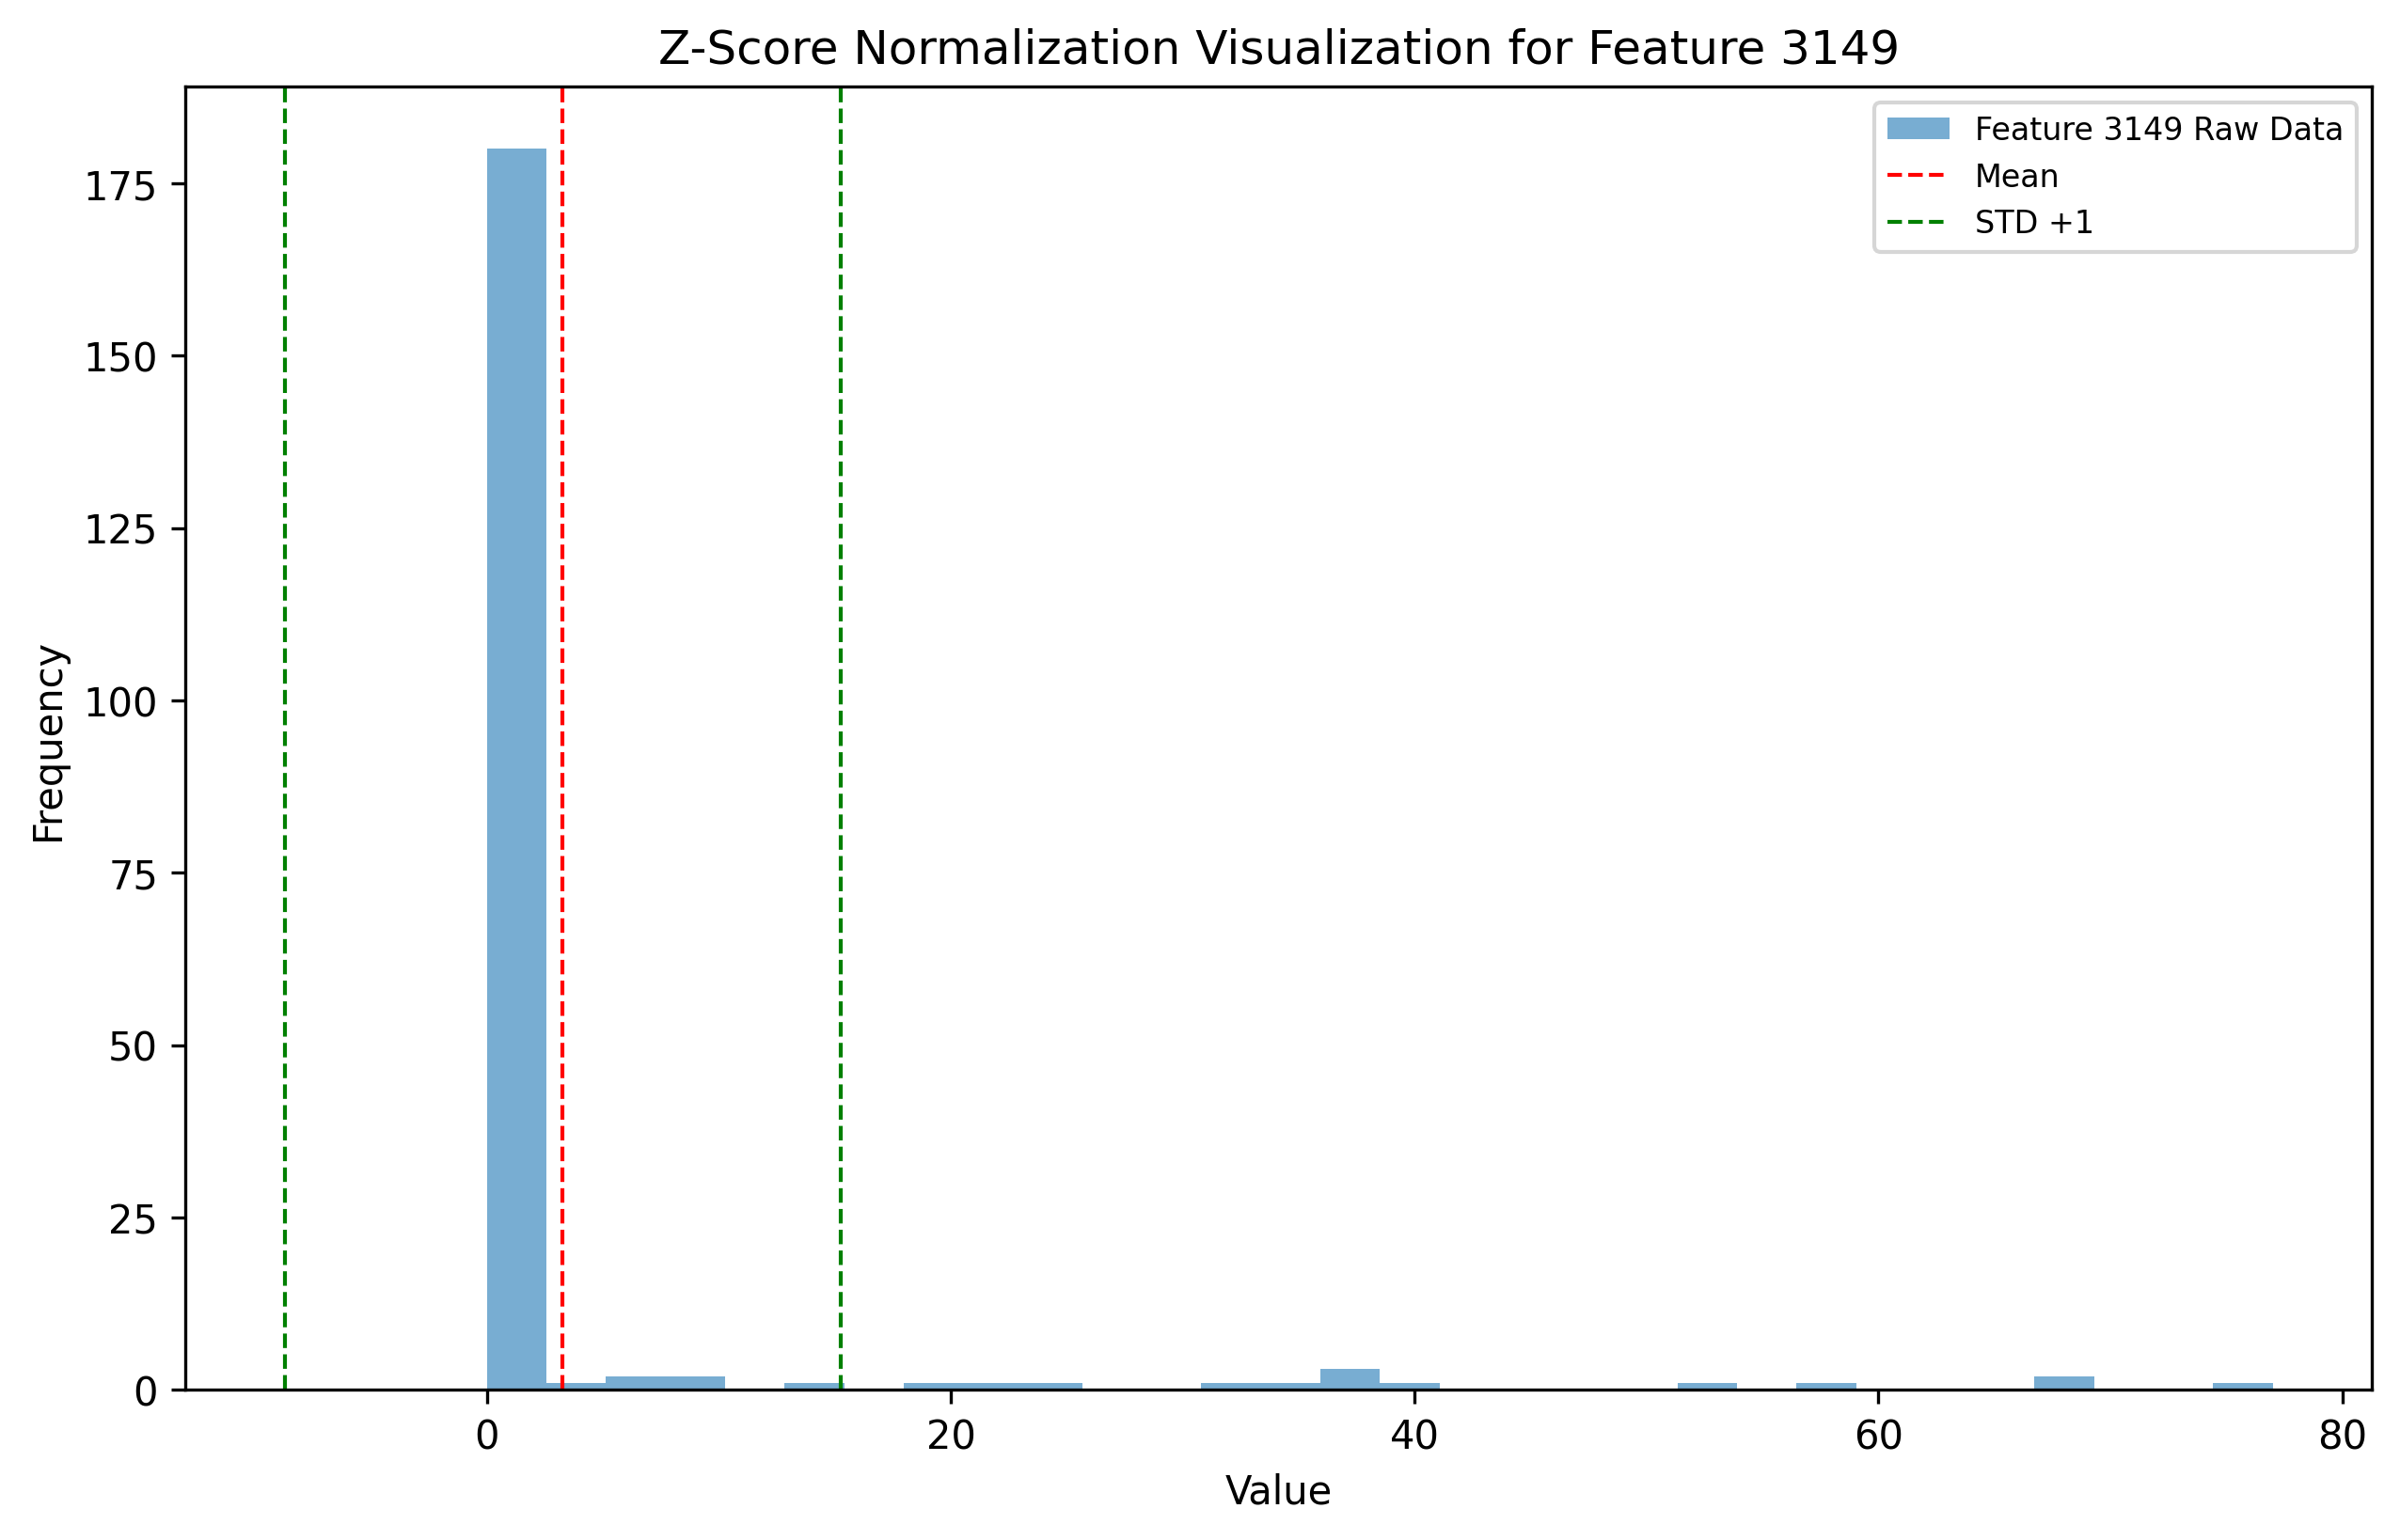 Z-Score Normalization Visualization for Feature 3149
Feature 3149 Raw Data
Mean
STD +1
175
150
125
100
75
50
25
0
Frequency
0 20 40 60 80
Value